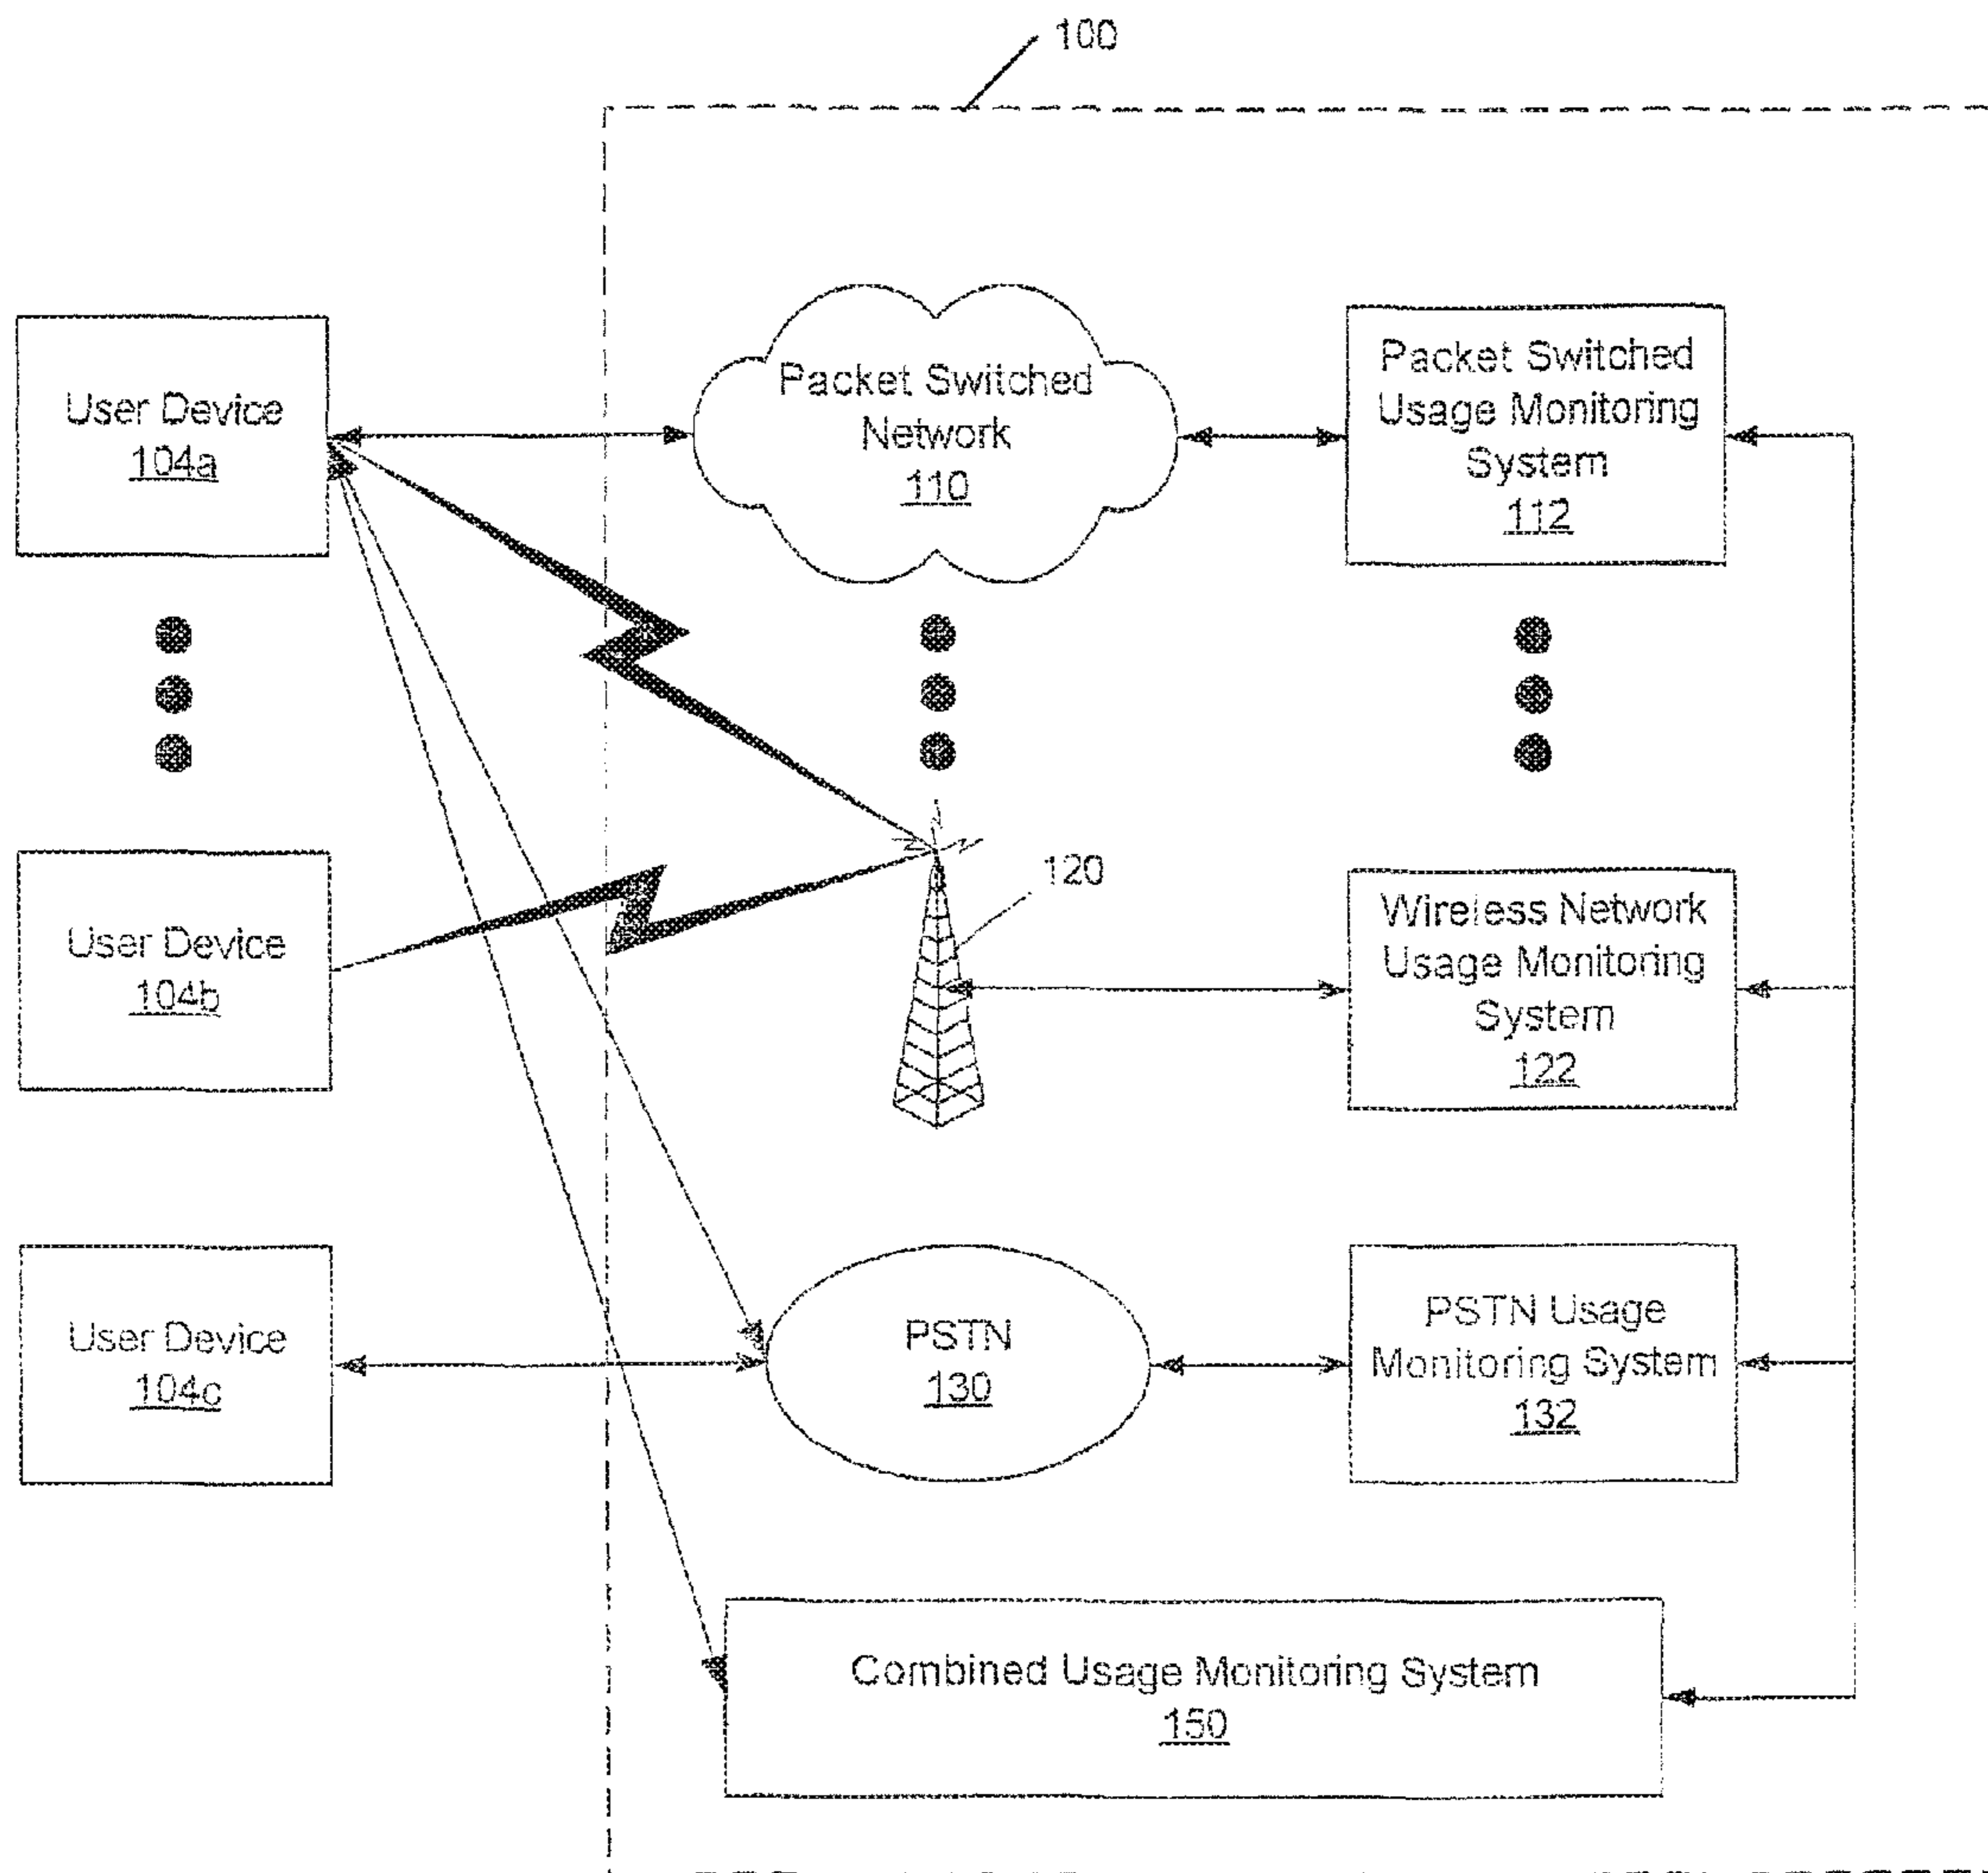 100
User Device
104a
Packet Switched
Network
110
Packet Switched
Usage Monitoring
System
112
User Device
104b
120
Wireless Network
Usage Monitoring
System
122
User Device
104c
PSTN
130
PSTN Usage
Monitoring System
132
Combined Usage Monitoring System
150